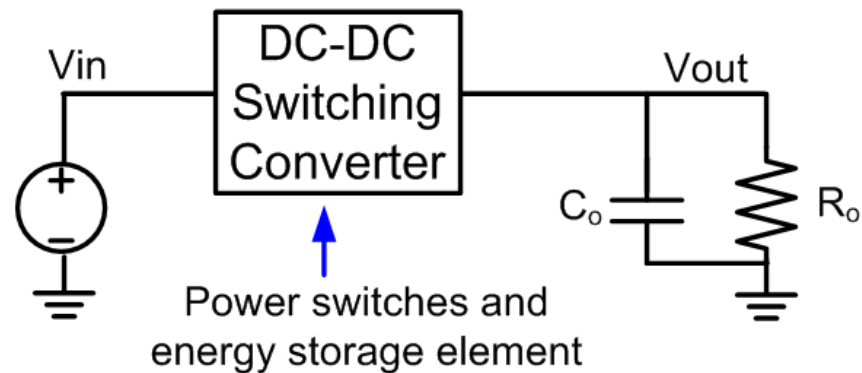 DC-DC
Switching
Converter
Vin
Vout
+
−
Co
Ro
Power switches and
energy storage element